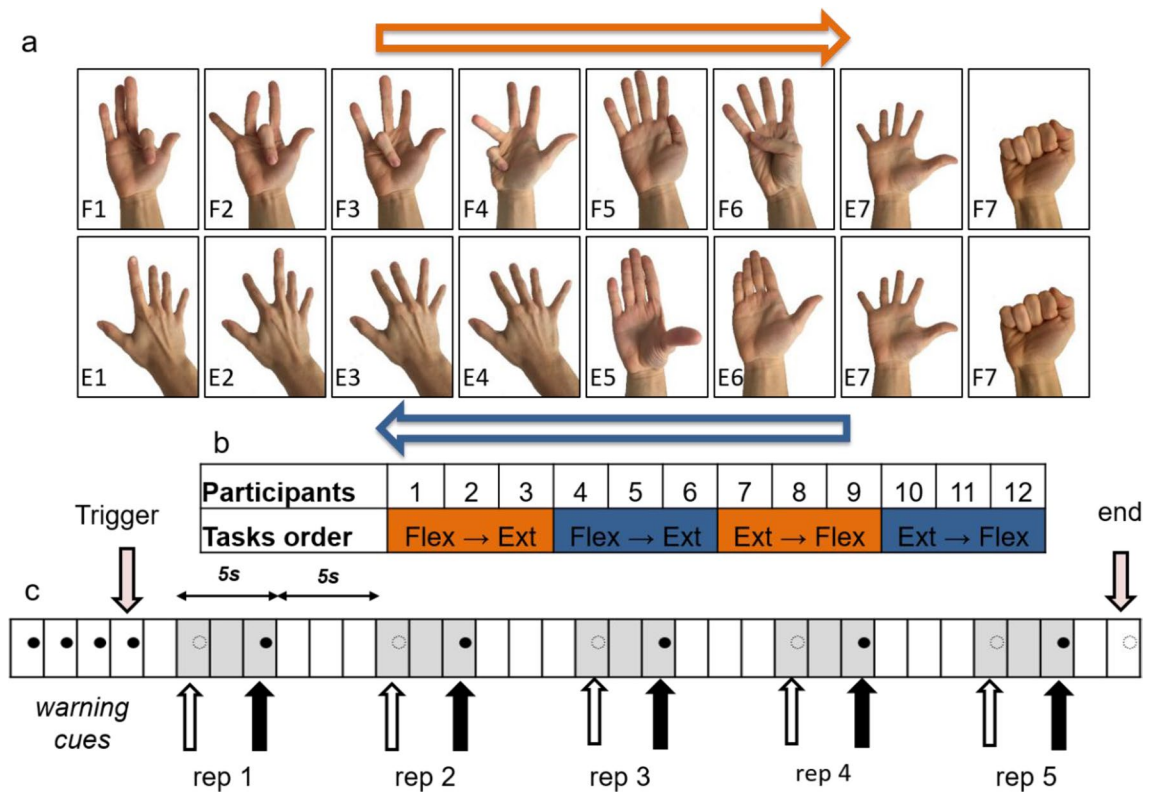 a
F1 F2 F3 F4 F5 F6 E7 F7
E1 E2 E3 E4 E5 E6 E7 F7
b
Participants 1 2 3 4 5 6 7 8 9 10 11 12
Tasks order Flex → Ext Flex → Ext Ext → Flex Ext → Flex
Trigger
end
c
5s 5s
warning
cues
rep 1 rep 2 rep 3 rep 4 rep 5